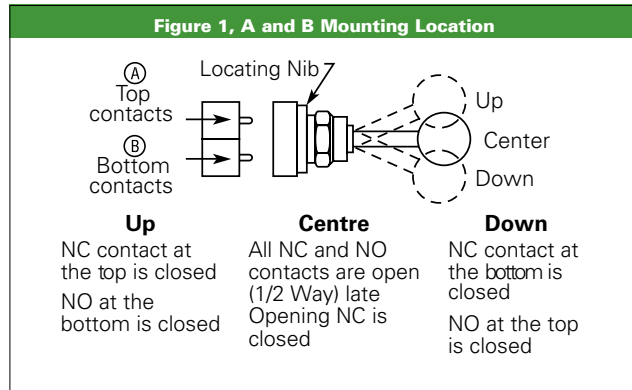 Figure 1, A and B Mounting Location
A
Top
contacts
Locating Nib
B
Bottom
contacts
Up
Center
Down
Up
NC contact at
the top is closed
NO at the
bottom is closed
Centre
All NC and NO
contacts are open
(1/2 Way) late
Opening NC is
closed
Down
NC contact at
the bottom is
closed
NO at the top
is closed